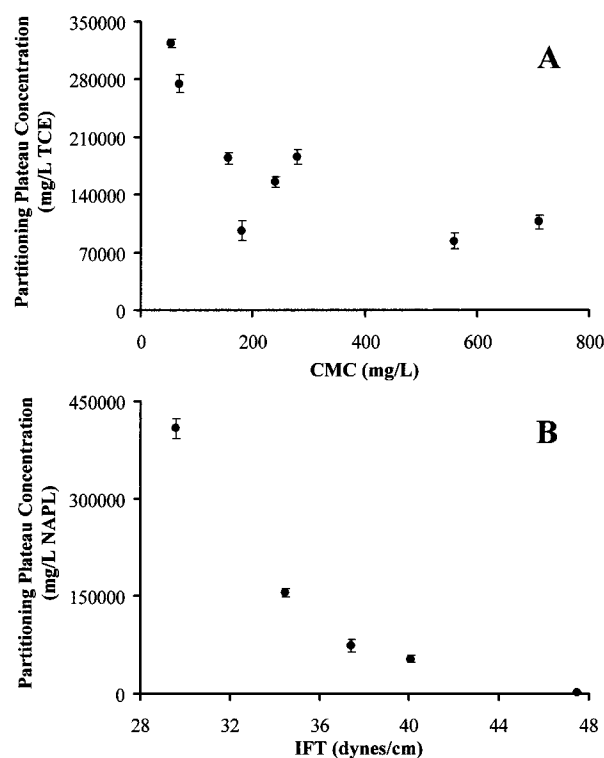 Partitioning Plateau Concentration
(mg/L TCE)
350000
280000
210000
140000
70000
0
A
0 200 400 600 800
CMC (mg/L)
Partitioning Plateau Concentration
(mg/L NAPL)
450000
300000
150000
0
B
28 32 36 40 44 48
IFT (dynes/cm)